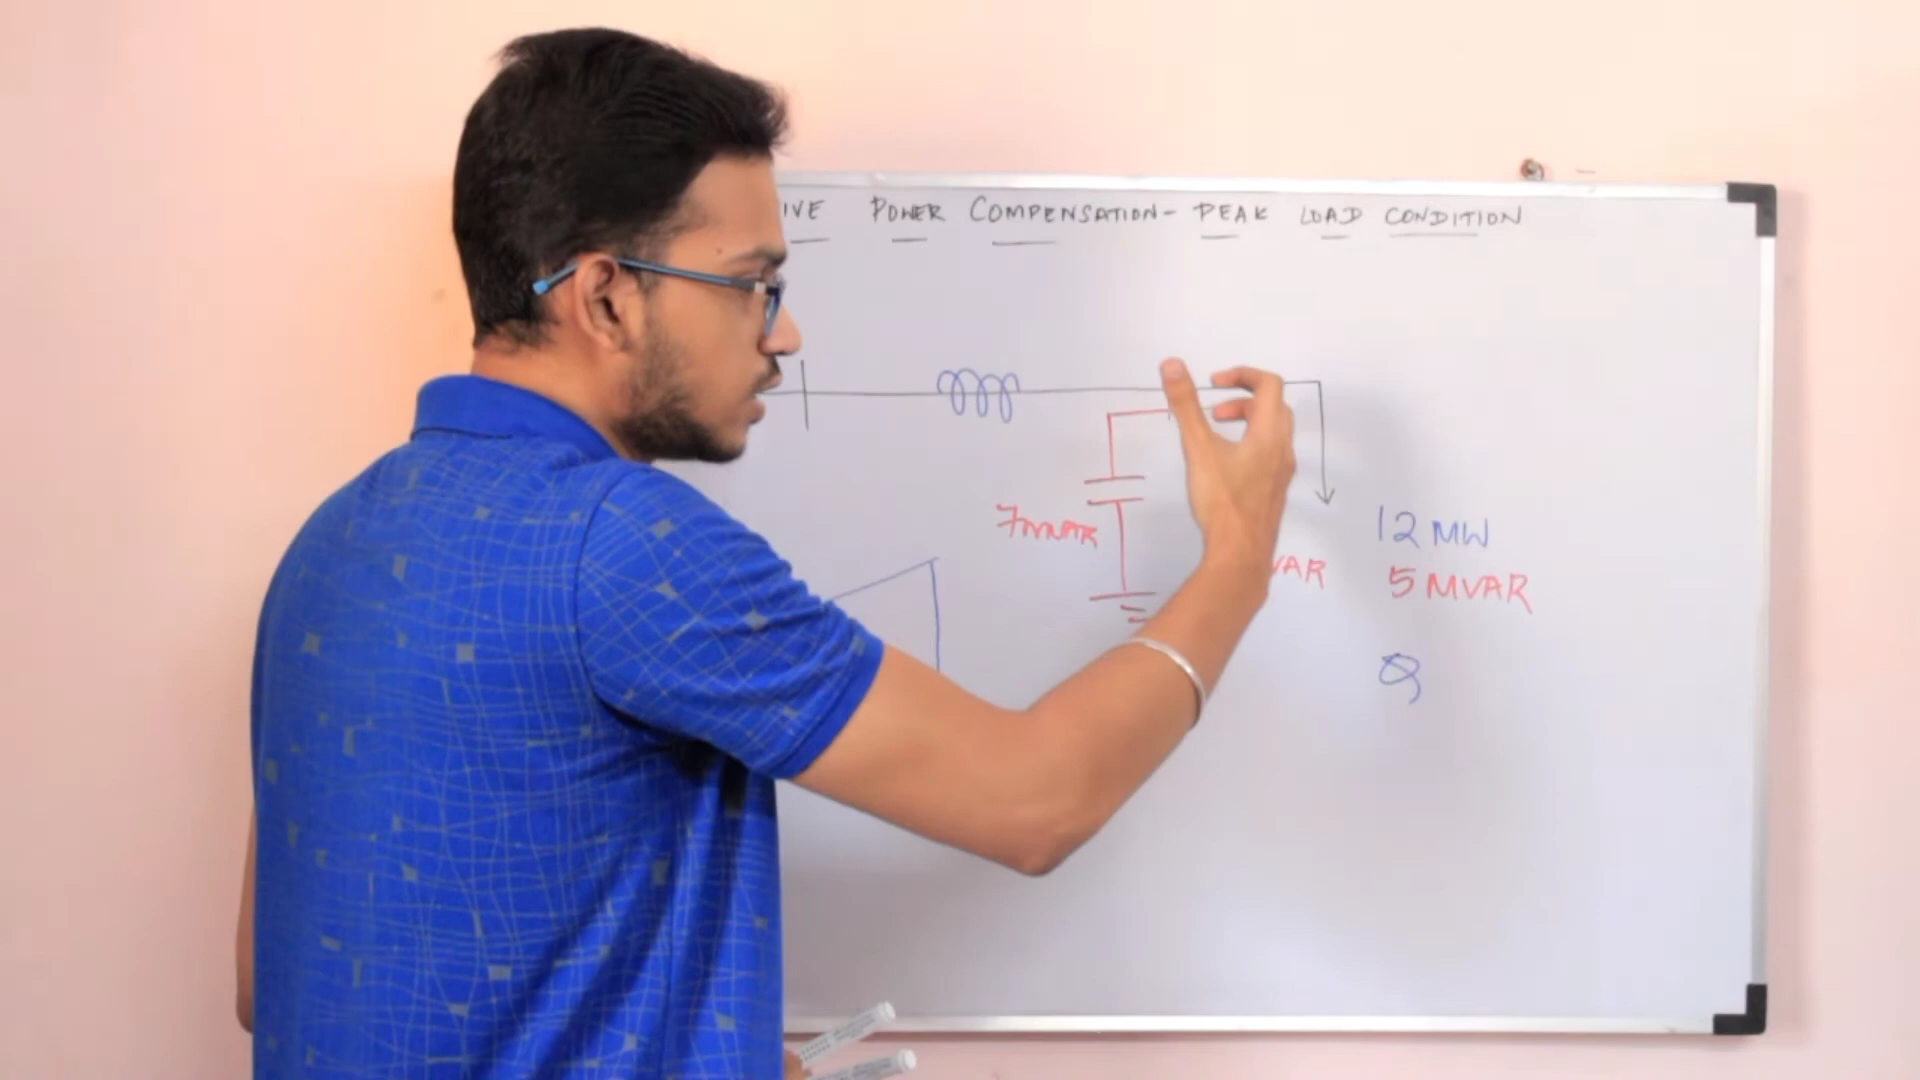 IVE POWER COMPENSATION- PEAK LOAD CONDITION
12 MW
7MVAR VAR 5 MVAR
Q